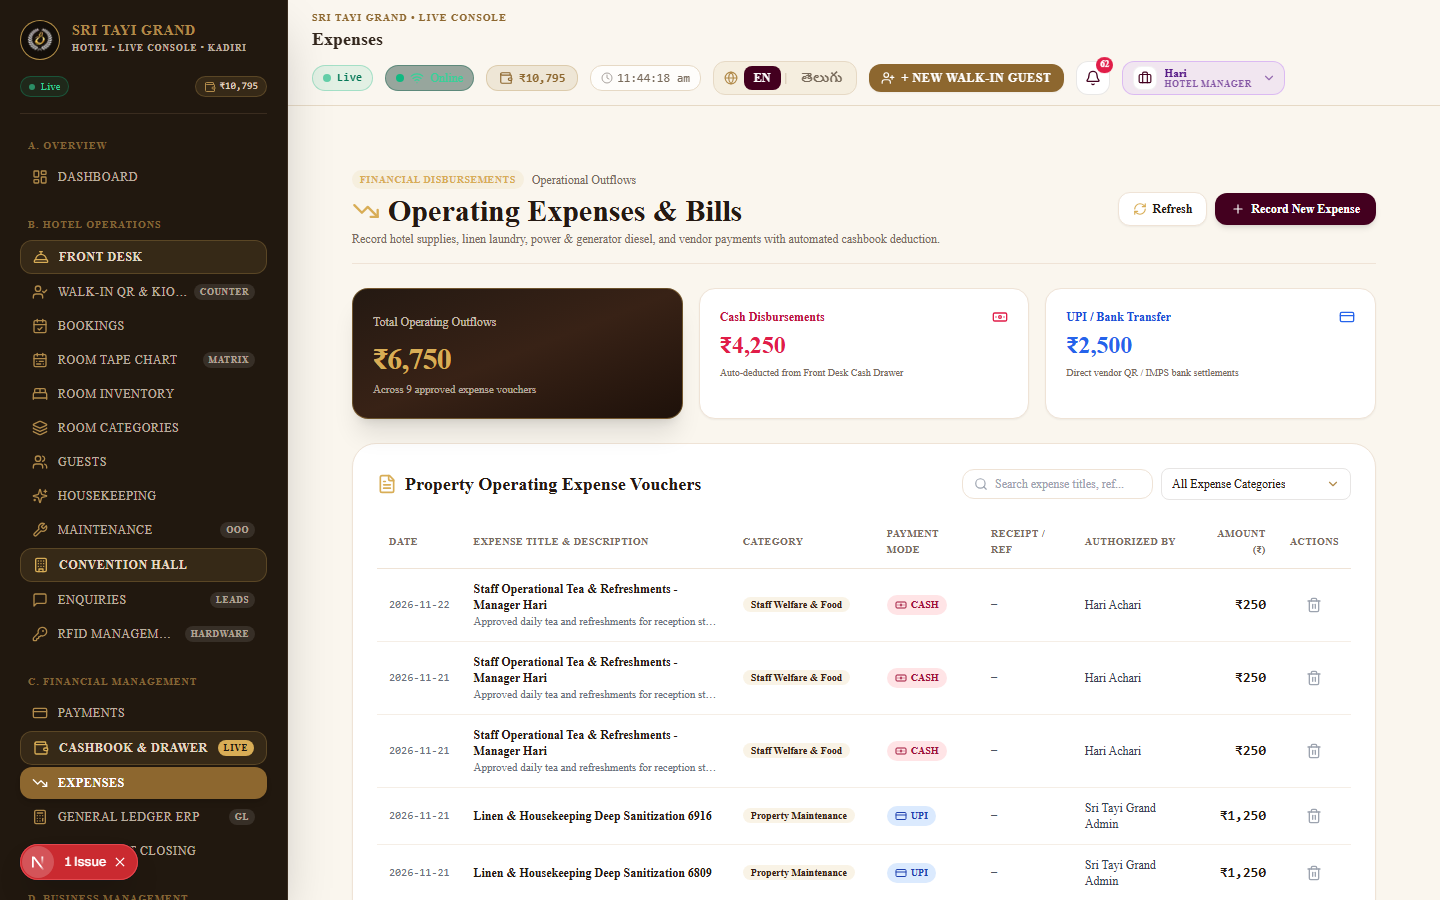 SRI TAYI GRAND
HOTEL • LIVE CONSOLE • KADIRI
Live
₹10,795
A. OVERVIEW
DASHBOARD
B. HOTEL OPERATIONS
FRONT DESK
WALK-IN QR & KIO... COUNTER
BOOKINGS
ROOM TAPE CHART MATRIX
ROOM INVENTORY
ROOM CATEGORIES
GUESTS
HOUSEKEEPING
MAINTENANCE OOO
CONVENTION HALL
ENQUIRIES LEADS
RFID MANAGEM... HARDWARE
C. FINANCIAL MANAGEMENT
PAYMENTS
CASHBOOK & DRAWER LIVE
EXPENSES
GENERAL LEDGER ERP GL
CLOSING
N 1 Issue
D. BUSINESS MANAGEMENT
SRI TAYI GRAND • LIVE CONSOLE
Expenses
Live
₹10,795
11:44:18 am
EN | తెలుగు
+ NEW WALK-IN GUEST
62
Hari
HOTEL MANAGER
FINANCIAL DISBURSEMENTS Operational Outflows
Operating Expenses & Bills
Record hotel supplies, linen laundry, power & generator diesel, and vendor payments with automated cashbook deduction.
Refresh
Record New Expense
Total Operating Outflows
₹6,750
Across 9 approved expense vouchers
Cash Disbursements
₹4,250
Auto-deducted from Front Desk Cash Drawer
UPI / Bank Transfer
₹2,500
Direct vendor QR / IMPS bank settlements
Property Operating Expense Vouchers
Search expense titles, ref...
All Expense Categories
DATE EXPENSE TITLE & DESCRIPTION CATEGORY PAYMENT MODE RECEIPT / REF AUTHORIZED BY AMOUNT (₹) ACTIONS
2026-11-22 Staff Operational Tea & Refreshments - Staff Welfare & Food CASH – Hari Achari ₹250
Manager Hari
Approved daily tea and refreshments for reception st...
2026-11-21 Staff Operational Tea & Refreshments - Staff Welfare & Food CASH – Hari Achari ₹250
Manager Hari
Approved daily tea and refreshments for reception st...
2026-11-21 Staff Operational Tea & Refreshments - Staff Welfare & Food CASH – Hari Achari ₹250
Manager Hari
Approved daily tea and refreshments for reception st...
2026-11-21 Linen & Housekeeping Deep Sanitization 6916 Property Maintenance UPI – Sri Tayi Grand Admin ₹1,250
2026-11-21 Linen & Housekeeping Deep Sanitization 6809 Property Maintenance UPI – Sri Tayi Grand Admin ₹1,250